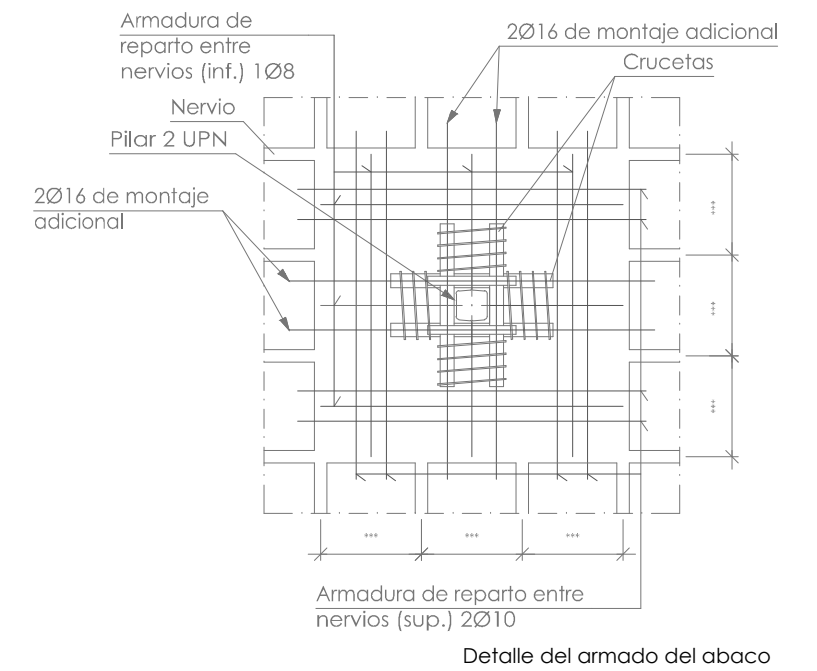 Armadura de
reparto entre
nervios (inf.) 1Ø8
2Ø16 de montaje adicional
Crucetas
Nervio
Pilar 2 UPN
2Ø16 de montaje
adicional
***
***
***
***
***
***
Armadura de reparto entre
nervios (sup.) 2Ø10
Detalle del armado del abaco